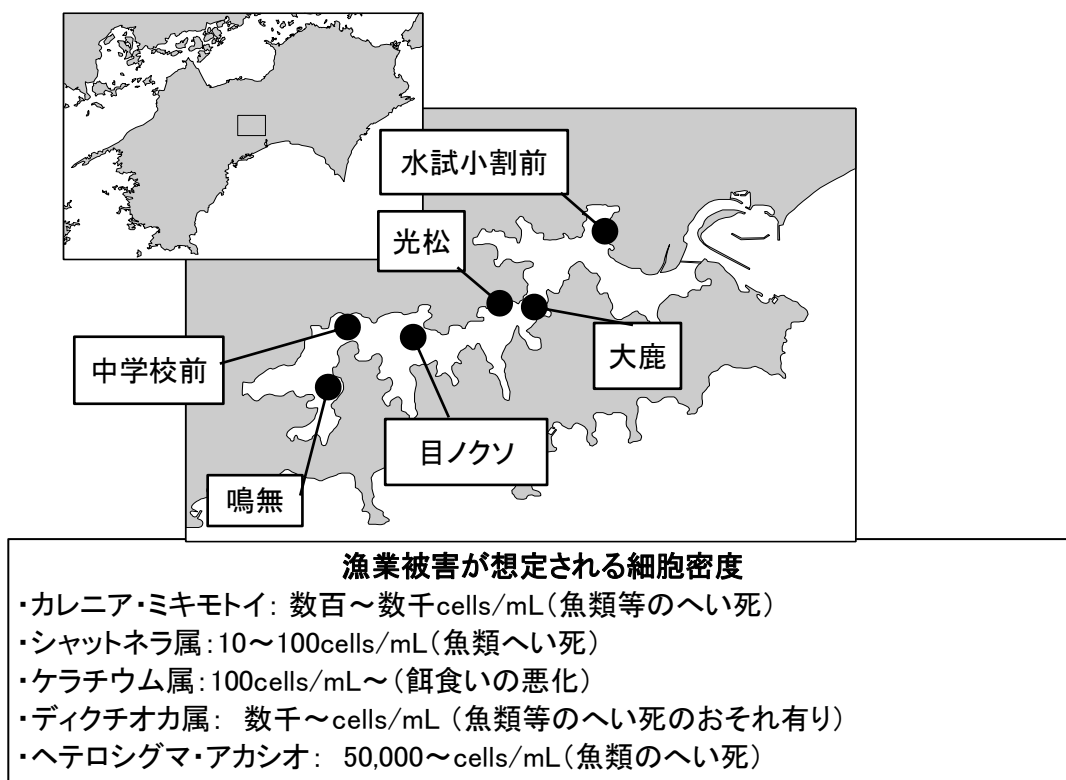 水試小割前
光松
大鹿
中学校前
目ノクソ
鳴無
漁業被害が想定される細胞密度
・カレニア・ミキモトイ: 数百～数千cells/mL(魚類等のへい死)
・シャットネラ属:10～100cells/mL(魚類へい死)
・ケラチウム属:100cells/mL～(餌食いの悪化)
・ディクチオカ属: 数千～cells/mL (魚類等のへい死のおそれ有り)
・ヘテロシグマ・アカシオ: 50,000～cells/mL(魚類のへい死)